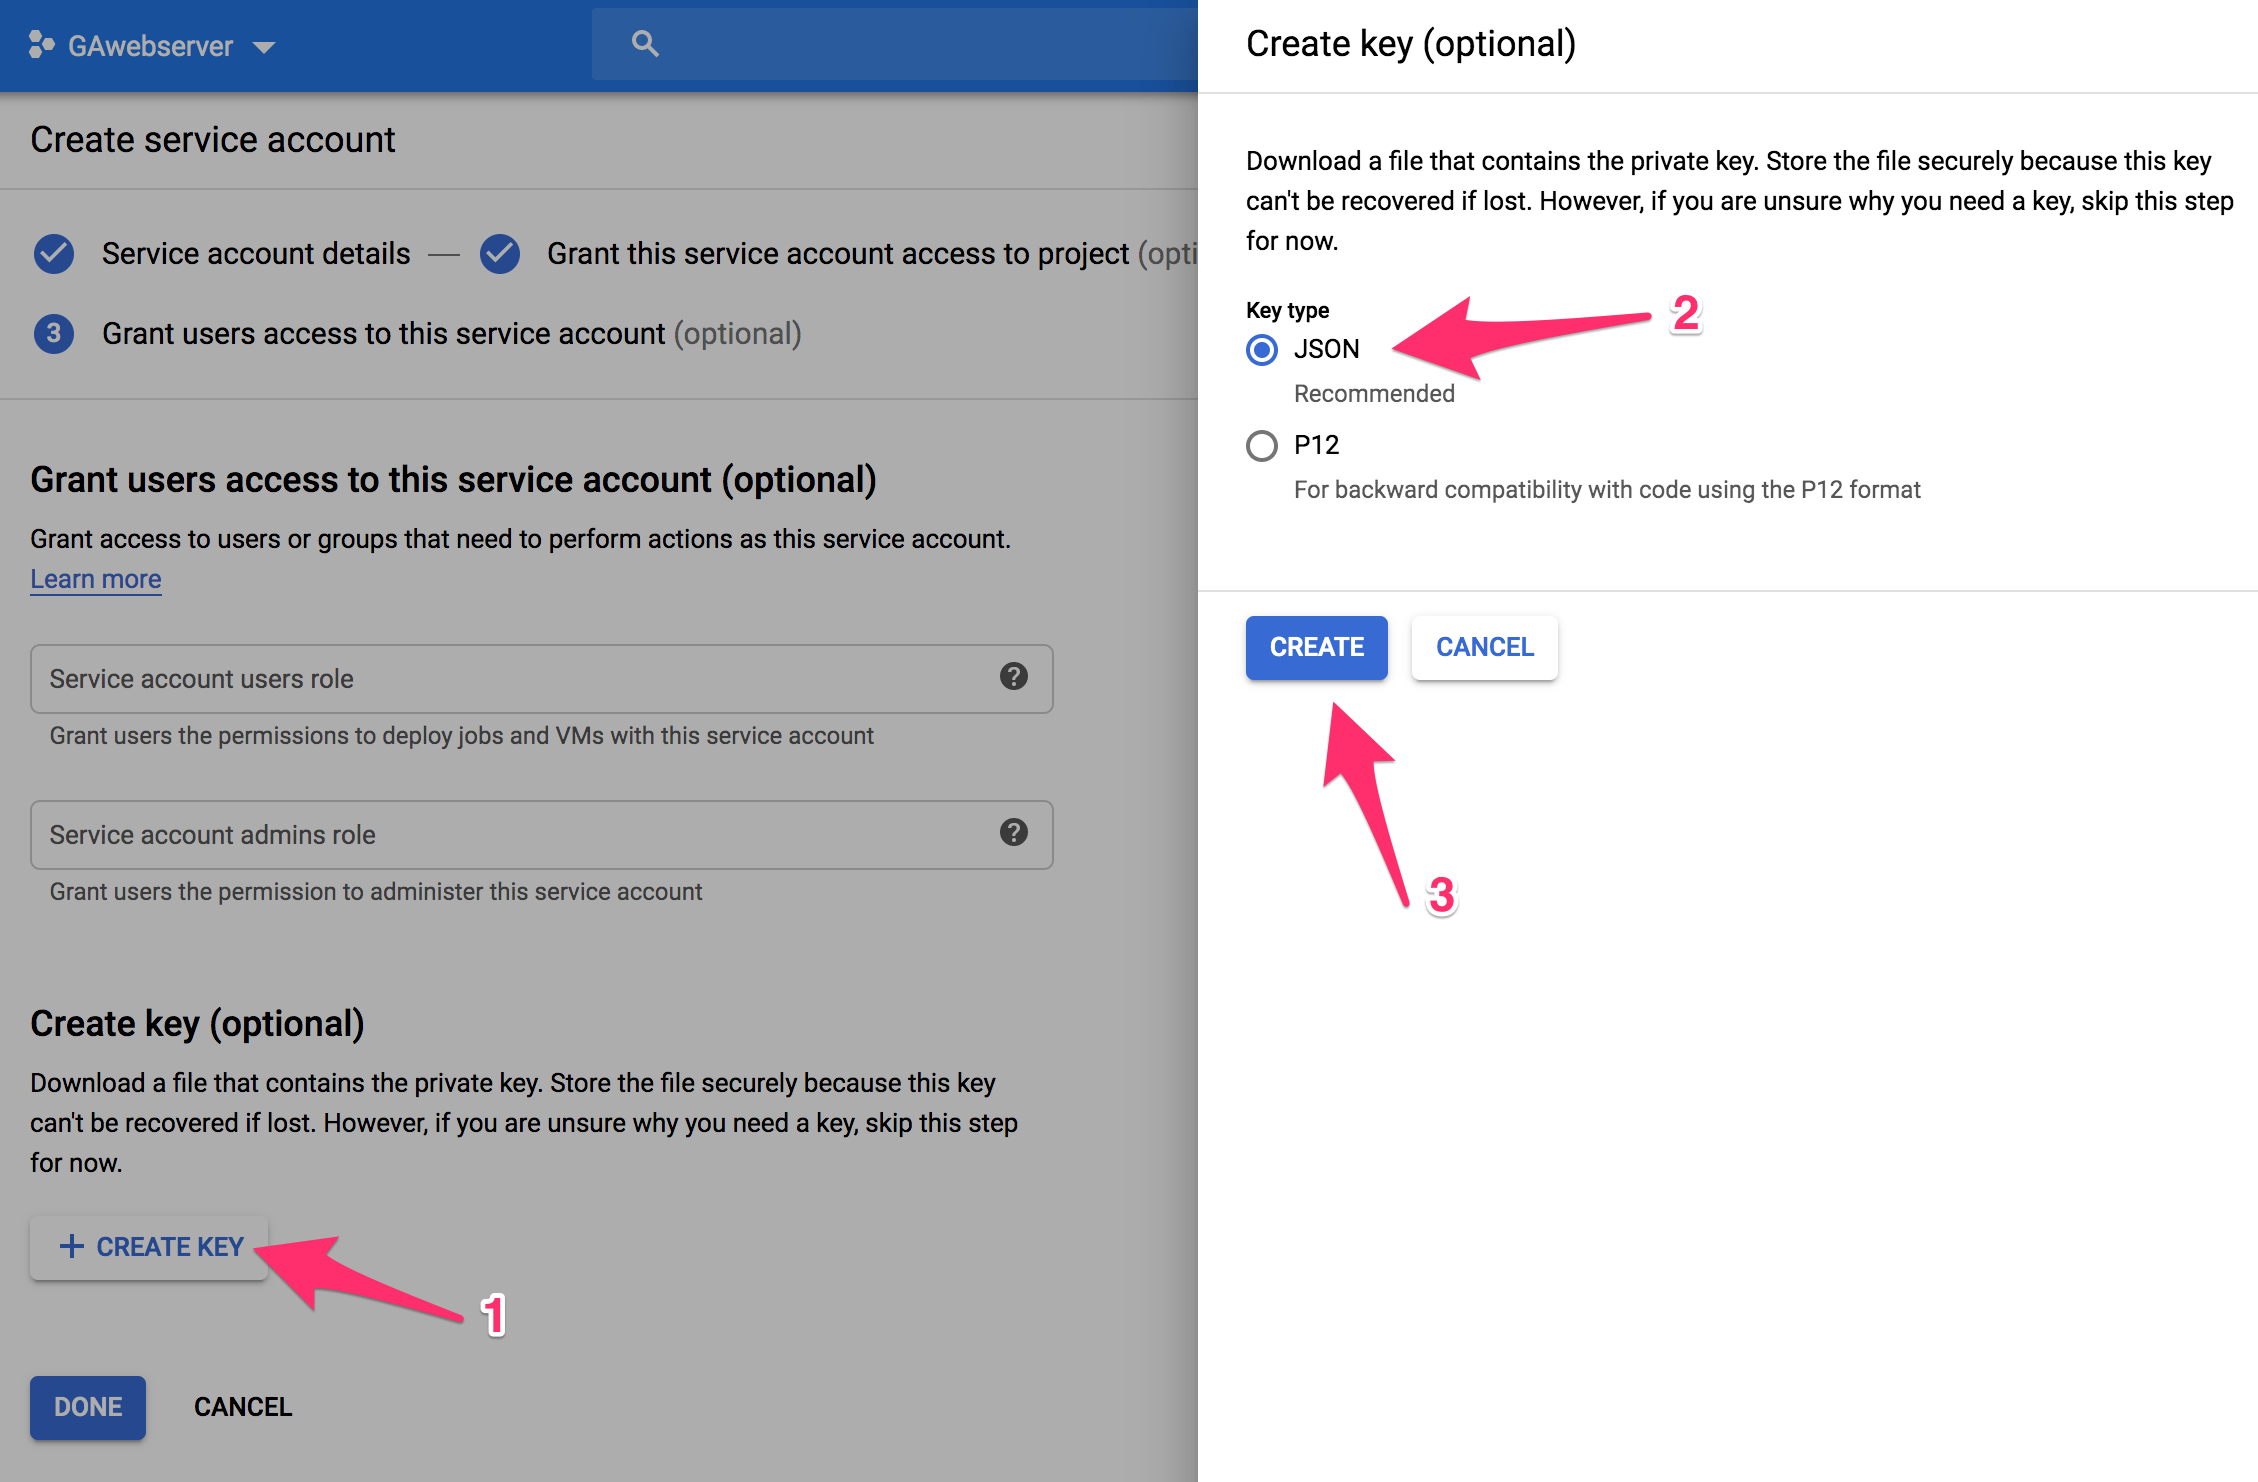 GAwebserver
Create service account
Service account details
Grant this service account access to project (opti
3 Grant users access to this service account (optional)
Grant users access to this service account (optional)
Grant access to users or groups that need to perform actions as this service account.
Learn more
Service account users role ?
Grant users the permissions to deploy jobs and VMs with this service account
Service account admins role ?
Grant users the permission to administer this service account
Create key (optional)
Download a file that contains the private key. Store the file securely because this key
can't be recovered if lost. However, if you are unsure why you need a key, skip this step
for now.
+ CREATE KEY
1
DONE CANCEL
Create key (optional)
Download a file that contains the private key. Store the file securely because this key
can't be recovered if lost. However, if you are unsure why you need a key, skip this step
for now.
Key type
2
JSON
Recommended
P12
For backward compatibility with code using the P12 format
CREATE CANCEL
3